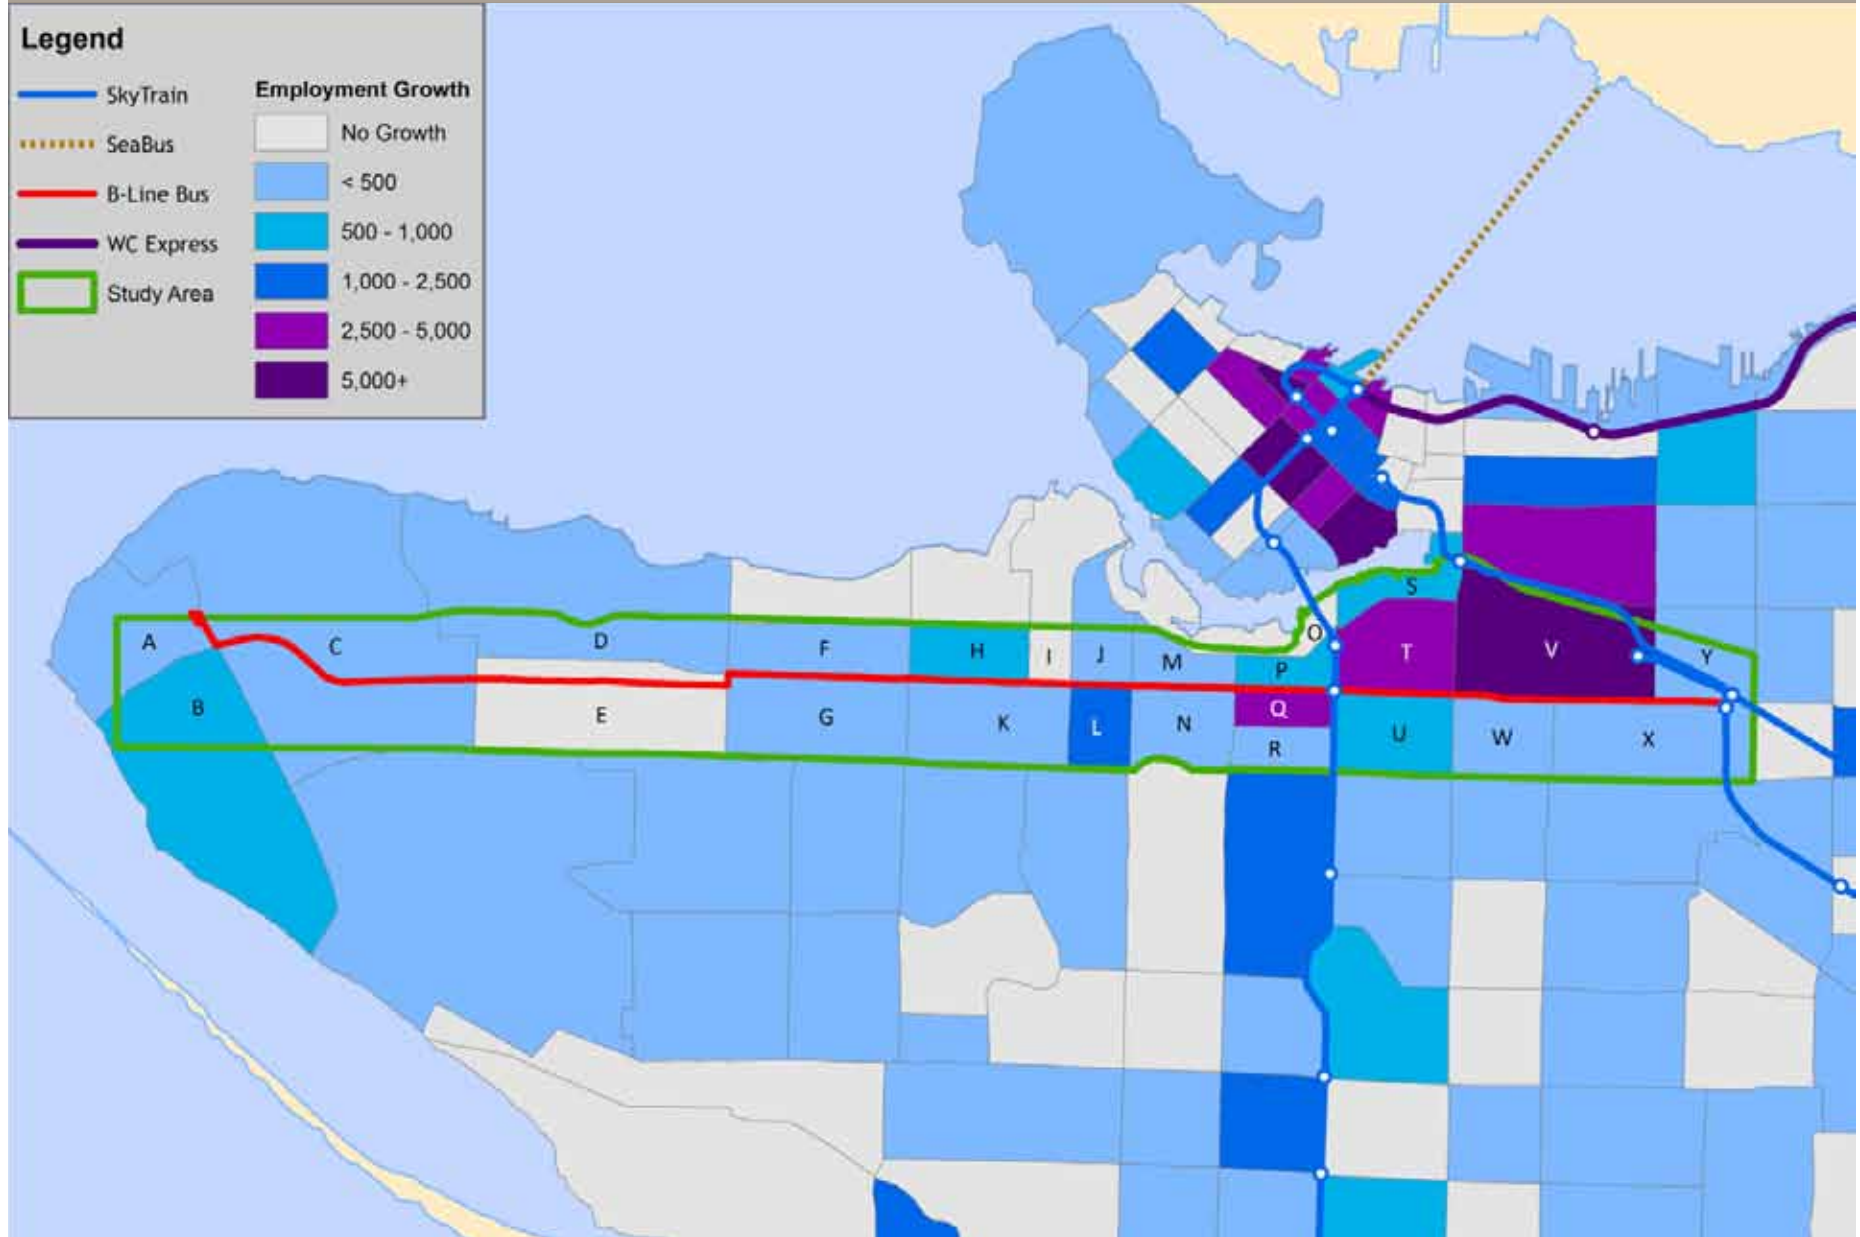 Legend
SkyTrain
SeaBus
B-Line Bus
WC Express
Study Area
Employment Growth
No Growth
< 500
500 - 1,000
1,000 - 2,500
2,500 - 5,000
5,000+
A
B
C
D
E
F
G
H
I
J
K
L
M
N
O
P
Q
R
S
T
U
V
W
X
Y